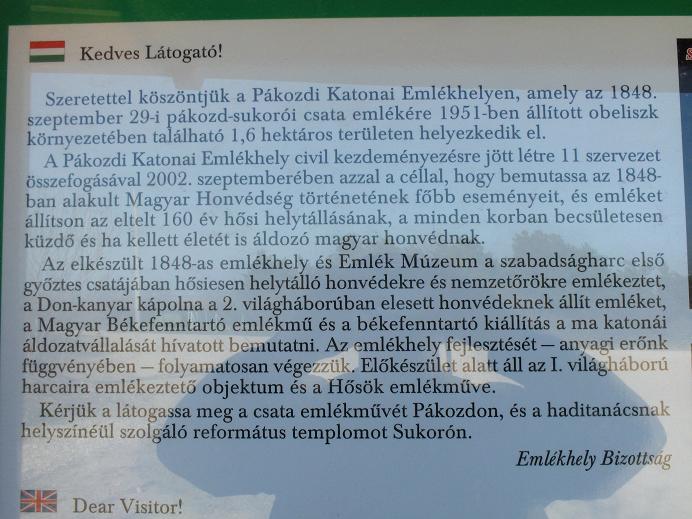 Kedves Látogató!
Szeretettel köszöntjük a Pákozdi Katonai Emlékhelyen, amely az 1848.
szeptember 29-i pákozd-sukorói csata emlékére 1951-ben állított obeliszk
környezetében található 1,6 hektáros területen helyezkedik el.
A Pákozdi Katonai Emlékhely civil kezdeményezésre jött létre 11 szervezet
összefogásával 2002. szeptemberében azzal a céllal, hogy bemutassa az 1848-
ban alakult Magyar Honvédség történetének főbb eseményeit, és emléket
állítson az eltelt 160 év hősi helytállásának, a minden korban becsületesen
küzdő és ha kellett életét is áldozó magyar honvédnak.
Az elkészült 1848-as emlékhely és Emlék Múzeum a szabadságharc első
győztes csatájában hősiesen helytálló honvédekre és nemzetőrökre emlékeztet,
a Don-kanyar kápolna a 2. világháborúban elesett honvédeknek állít emléket,
a Magyar Békefenntartó emlékmű és a békefenntartó kiállítás a ma katonái
áldozatvállalását hívatott bemutatni. Az emlékhely fejlesztését – anyagi erőnk
függvényében – folyamatosan végezzük. Előkészület alatt áll az I. világháború
harcaira emlékeztető objektum és a Hősök emlékműve.
Kérjük a látogassa meg a csata emlékművét Pákozdon, és a haditanácsnak
helyszínéül szolgáló református templomot Sukorón.
Emlékhely Bizottság
Dear Visitor!